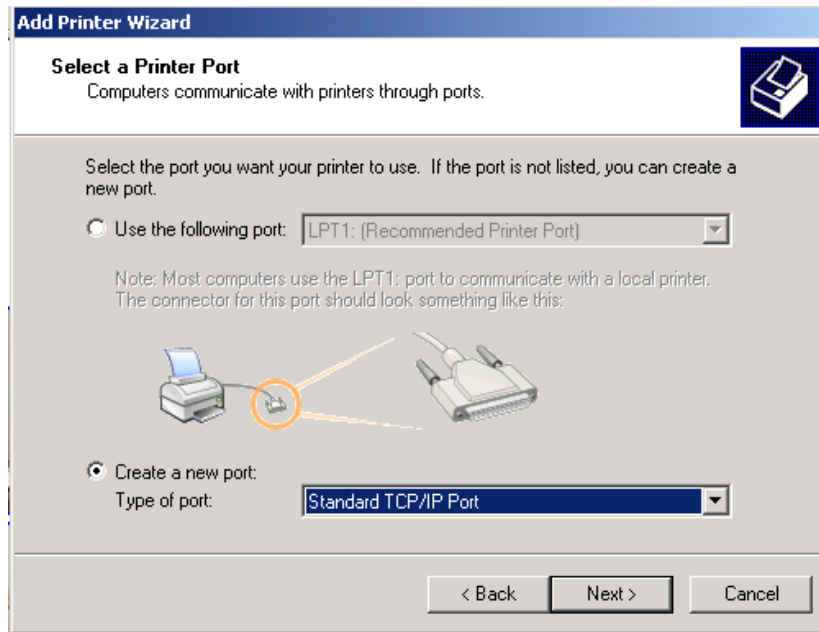 Add Printer Wizard
Select a Printer Port
Computers communicate with printers through ports.
Select the port you want your printer to use. If the port is not listed, you can create a
new port.
Use the following port: LPT1: (Recommended Printer Port)
Note: Most computers use the LPT1: port to communicate with a local printer.
The connector for this port should look something like this:
Create a new port:
Type of port: Standard TCP/IP Port
< Back Next > Cancel